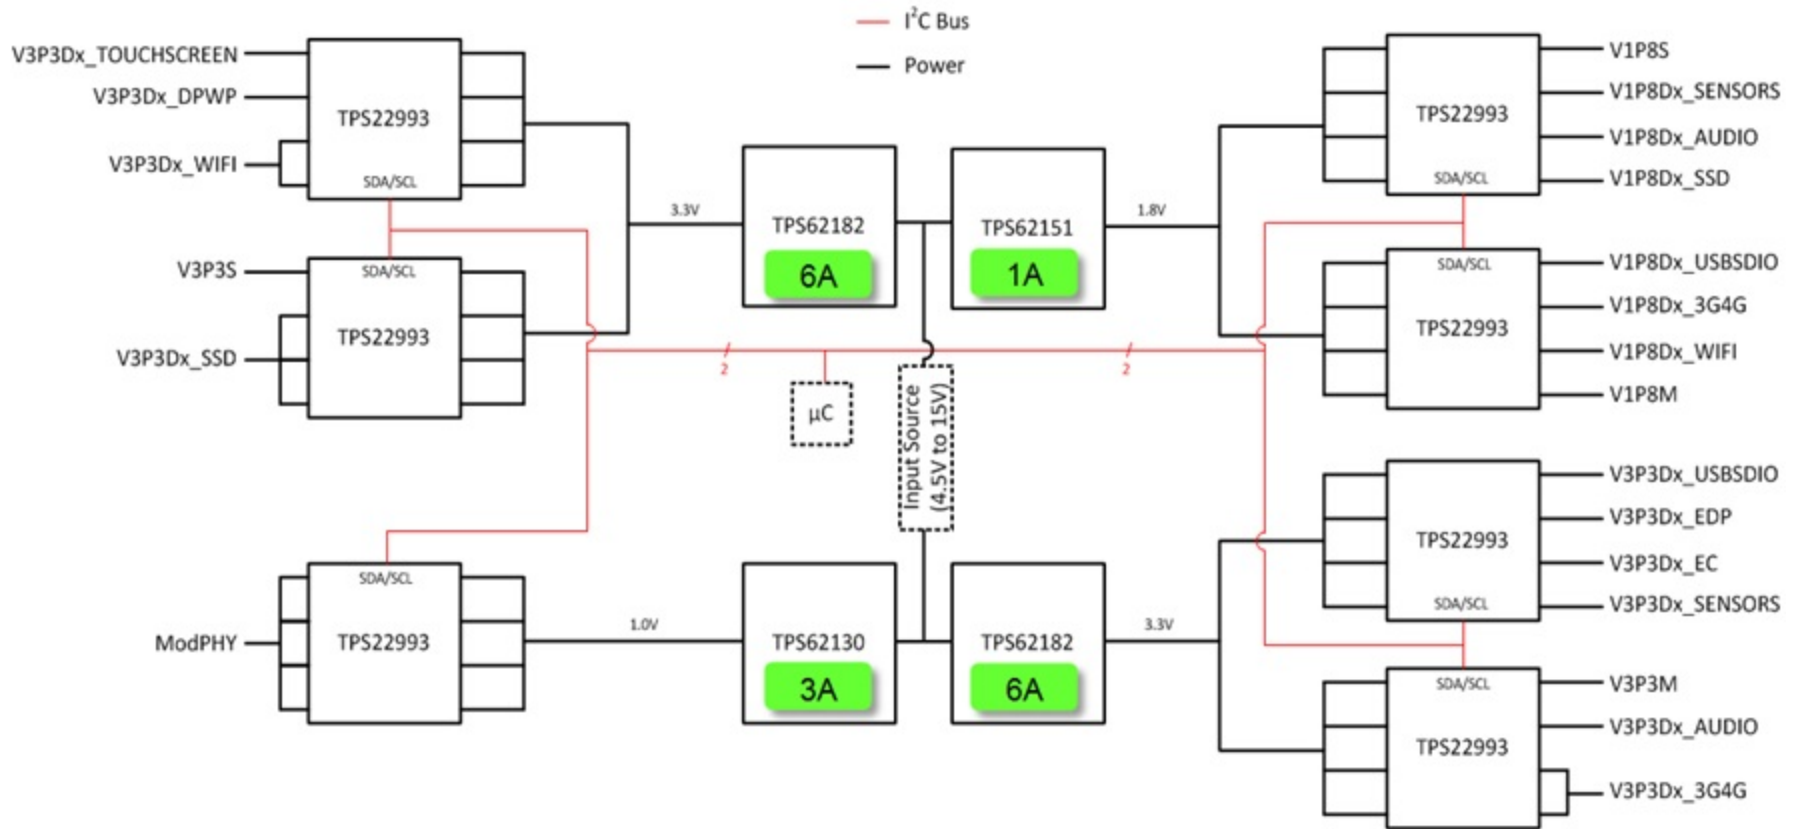 I²C Bus
Power
V3P3Dx_TOUCHSCREEN
V3P3Dx_DPWP
V3P3Dx_WIFI
TPS22993
SDA/SCL
V3P3S
V3P3Dx_SSD
SDA/SCL
TPS22993
3.3V
TPS62182
6A
TPS62151
1A
1.8V
TPS22993
SDA/SCL
V1P8S
V1P8Dx_SENSORS
V1P8Dx_AUDIO
V1P8Dx_SSD
SDA/SCL
TPS22993
V1P8Dx_USBSDIO
V1P8Dx_3G4G
V1P8Dx_WIFI
V1P8M
2
2
µC
Input Source
(4.5V to 15V)
ModPHY
SDA/SCL
TPS22993
1.0V
TPS62130
3A
TPS62182
6A
3.3V
TPS22993
SDA/SCL
V3P3Dx_USBSDIO
V3P3Dx_EDP
V3P3Dx_EC
V3P3Dx_SENSORS
SDA/SCL
TPS22993
V3P3M
V3P3Dx_AUDIO
V3P3Dx_3G4G